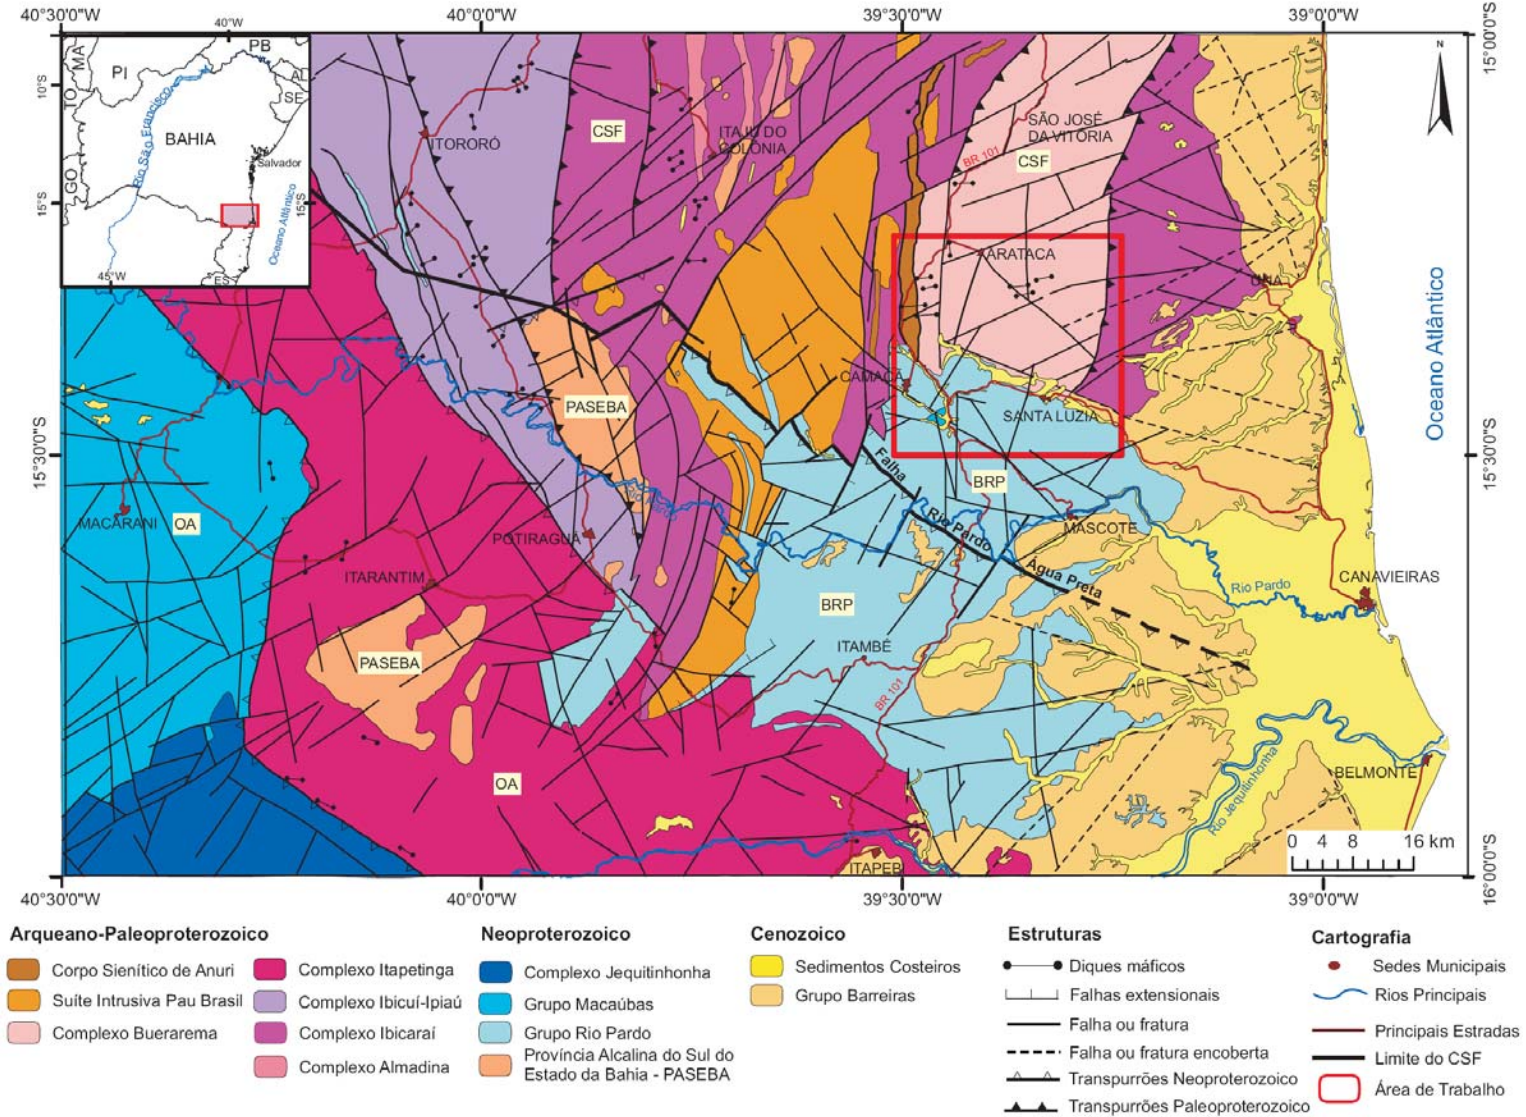 40°30'0"W
40°0'0"W
39°30'0"W
39°0'0"W
40°W
MA
PI
PB
AL
SE
10°S
TO
Rio São Francisco
BAHIA
Salvador
GO
15°S
15°S
Oceano Atlântico
45°W
ES
15°00'0"S
N
CSF
ITAJU DO
COLÔNIA
ITORORÓ
SÃO JOSÉ
DA VITÓRIA
BR 101
CSF
ARATACA
UNA
Oceano Atlântico
CAMACÃ
PASEBA
SANTA LUZIA
15°30'0"S
15°30'0"S
Falha
BRP
Rio Pardo
MACARANI
OA
Rio Pardo
MASCOTE
POTIRAGUÁ
ITARANTIM
Água Preta
Rio Pardo
CANAVIEIRAS
BRP
ITAMBÉ
PASEBA
BR 101
OA
BELMONTE
Rio Jequitinhonha
0 4 8 16 km
ITAPEB
16°00'0"S
40°30'0"W
40°0'0"W
39°30'0"W
39°0'0"W
Arqueano-Paleoproterozoico
Corpo Sienítico de Anuri
Suíte Intrusiva Pau Brasil
Complexo Buerarema
Complexo Itapetinga
Complexo Ibicuí-Ipiaú
Complexo Ibicaraí
Complexo Almadina
Neoproterozoico
Complexo Jequitinhonha
Grupo Macaúbas
Grupo Rio Pardo
Província Alcalina do Sul do
Estado da Bahia - PASEBA
Cenozoico
Sedimentos Costeiros
Grupo Barreiras
Estruturas
Diques máficos
Falhas extensionais
Falha ou fratura
Falha ou fratura encoberta
Transpurrões Neoproterozoico
Transpurrões Paleoproterozoico
Cartografia
Sedes Municipais
Rios Principais
Principais Estradas
Limite do CSF
Área de Trabalho